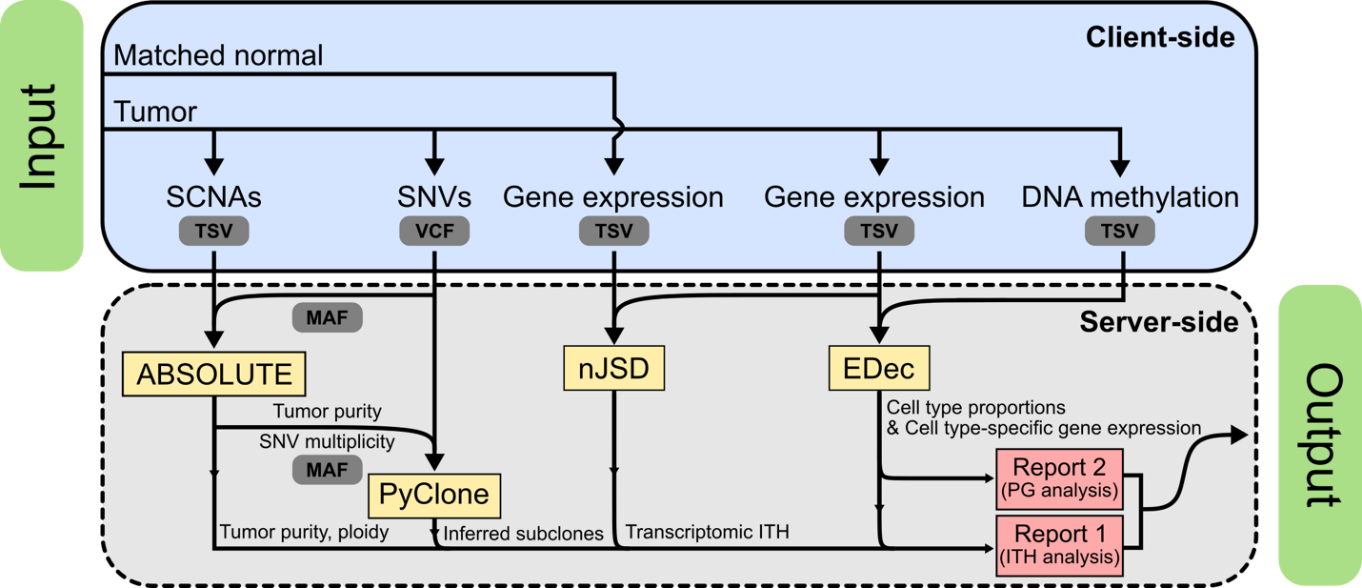 Input
Client-side
Matched normal
Tumor
SCNAs
TSV
SNVs
VCF
Gene expression
TSV
Gene expression
TSV
DNA methylation
TSV
Server-side
MAF
ABSOLUTE
nJSD
EDec
Tumor purity
SNV multiplicity
MAF
PyClone
Cell type proportions
& Cell type-specific gene expression
Report 2
(PG analysis)
Tumor purity, ploidy
Inferred subclones
Transcriptomic ITH
Report 1
(ITH analysis)
Output